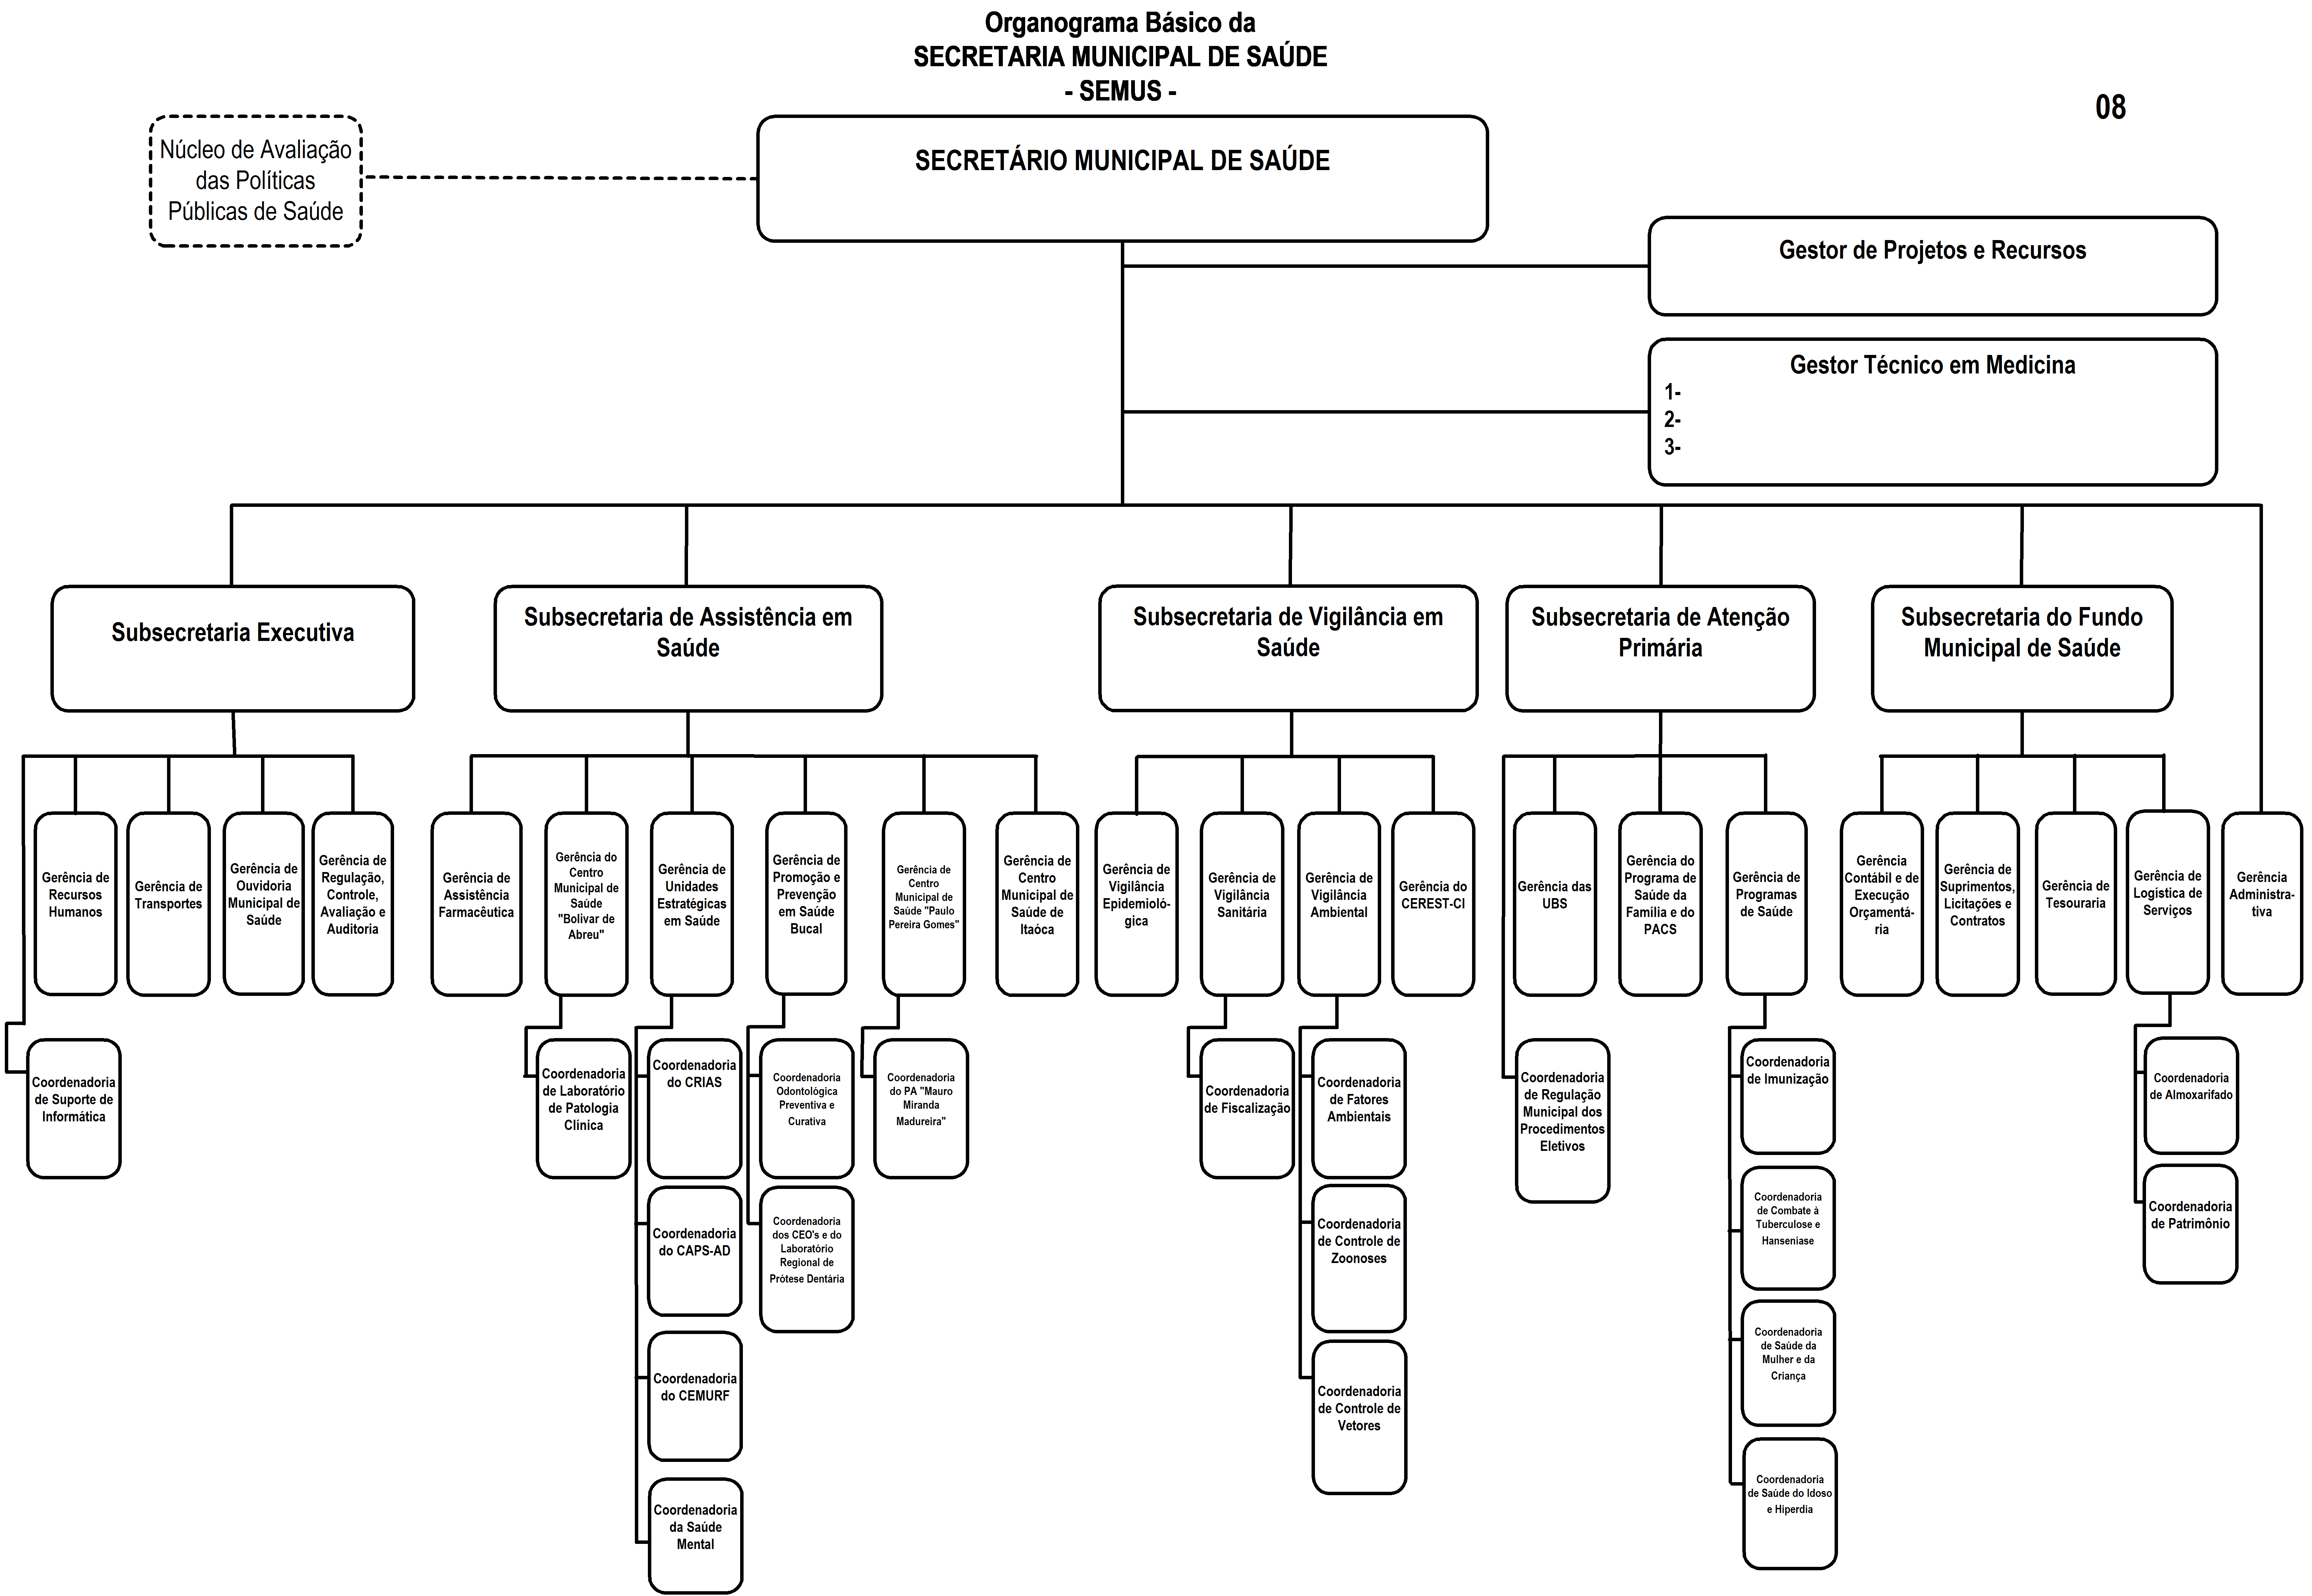 Organograma Básico da
SECRETARIA MUNICIPAL DE SAÚDE
- SEMUS -
08
Núcleo de Avaliação
das Políticas
Públicas de Saúde
SECRETÁRIO MUNICIPAL DE SAÚDE
Gestor de Projetos e Recursos
Gestor Técnico em Medicina
1-
2-
3-
Subsecretaria Executiva
Subsecretaria de Assistência em
Saúde
Subsecretaria de Vigilância em
Saúde
Subsecretaria de Atenção
Primária
Subsecretaria do Fundo
Municipal de Saúde
Gerência de
Recursos
Humanos
Gerência de
Transportes
Gerência de
Ouvidoria
Municipal de
Saúde
Gerência de
Regulação,
Controle,
Avaliação e
Auditoria
Gerência de
Assistência
Farmacêutica
Gerência do
Centro
Municipal de
Saúde
"Bolivar de
Abreu"
Gerência de
Unidades
Estratégicas
em Saúde
Gerência de
Promoção e
Prevenção
em Saúde
Bucal
Gerência de
Centro
Municipal de
Saúde "Paulo
Pereira Gomes"
Gerência de
Centro
Municipal de
Saúde de
Itaóca
Gerência de
Vigilância
Epidemioló-
gica
Gerência de
Vigilância
Sanitária
Gerência de
Vigilância
Ambiental
Gerência do
CEREST-CI
Gerência das
UBS
Gerência do
Programa de
Saúde da
Família e do
PACS
Gerência de
Programas
de Saúde
Gerência
Contábil e de
Execução
Orçamentá-
ria
Gerência de
Suprimentos,
Licitações e
Contratos
Gerência de
Tesouraria
Gerência de
Logística de
Serviços
Gerência
Administra-
tiva
Coordenadoria
de Suporte de
Informática
Coordenadoria
de Laboratório
de Patologia
Clínica
Coordenadoria
do CRIAS
Coordenadoria
do CAPS-AD
Coordenadoria
do CEMURF
Coordenadoria
da Saúde
Mental
Coordenadoria
Odontológica
Preventiva e
Curativa
Coordenadoria
dos CEO's e do
Laboratório
Regional de
Prótese Dentária
Coordenadoria
do PA "Mauro
Miranda
Madureira"
Coordenadoria
de Fiscalização
Coordenadoria
de Fatores
Ambientais
Coordenadoria
de Controle de
Zoonoses
Coordenadoria
de Controle de
Vetores
Coordenadoria
de Regulação
Municipal dos
Procedimentos
Eletivos
Coordenadoria
de Imunização
Coordenadoria
de Combate à
Tuberculose e
Hanseniase
Coordenadoria
de Saúde da
Mulher e da
Criança
Coordenadoria
de Saúde do Idoso
e Hiperdia
Coordenadoria
de Almoxarifado
Coordenadoria
de Patrimônio